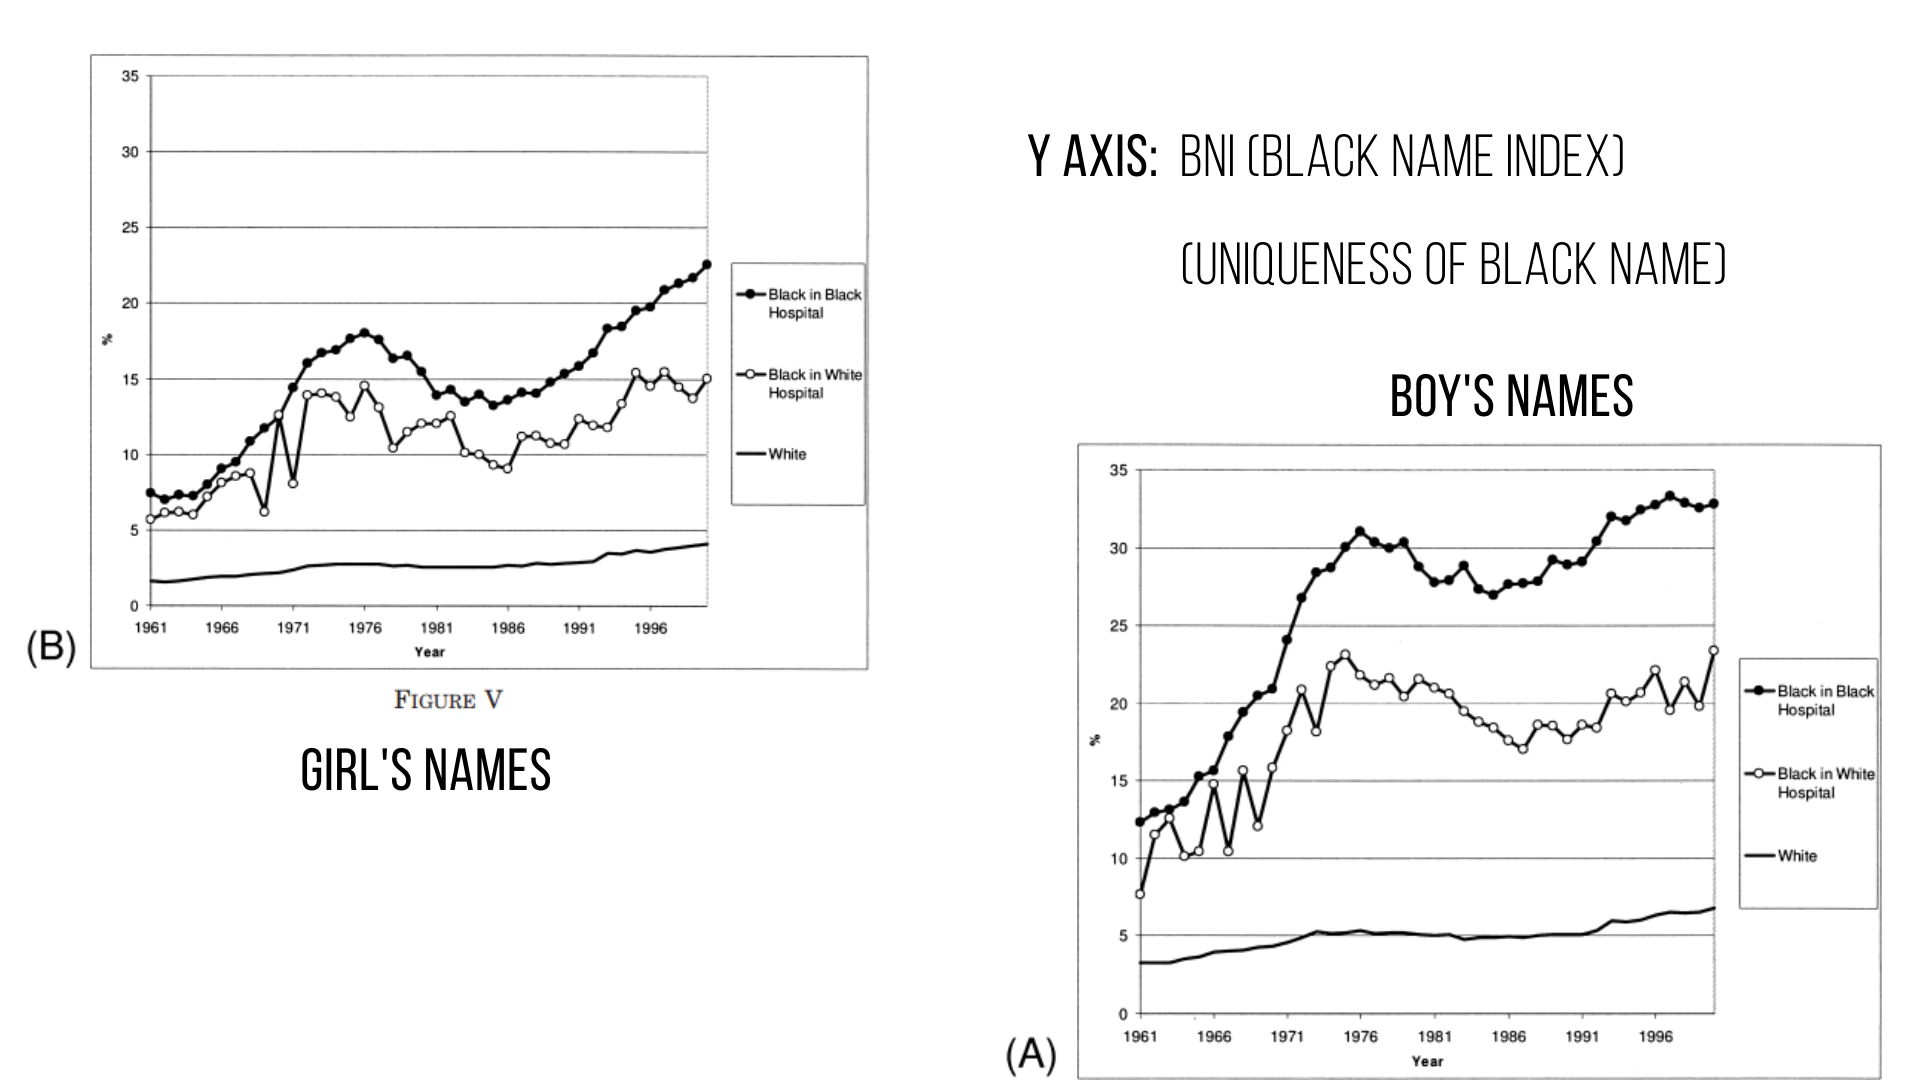 35
30
25
20
15
10
5
0
%
1961 1966 1971 1976 1981 1986 1991 1996
Year
Black in Black
Hospital
Black in White
Hospital
White
(B)
FIGURE V
GIRL'S NAMES
Y AXIS: BNI (BLACK NAME INDEX)
(UNIQUENESS OF BLACK NAME)
BOY'S NAMES
35
30
25
20
15
10
5
0
%
1961 1966 1971 1976 1981 1986 1991 1996
Year
Black in Black
Hospital
Black in White
Hospital
White
(A)